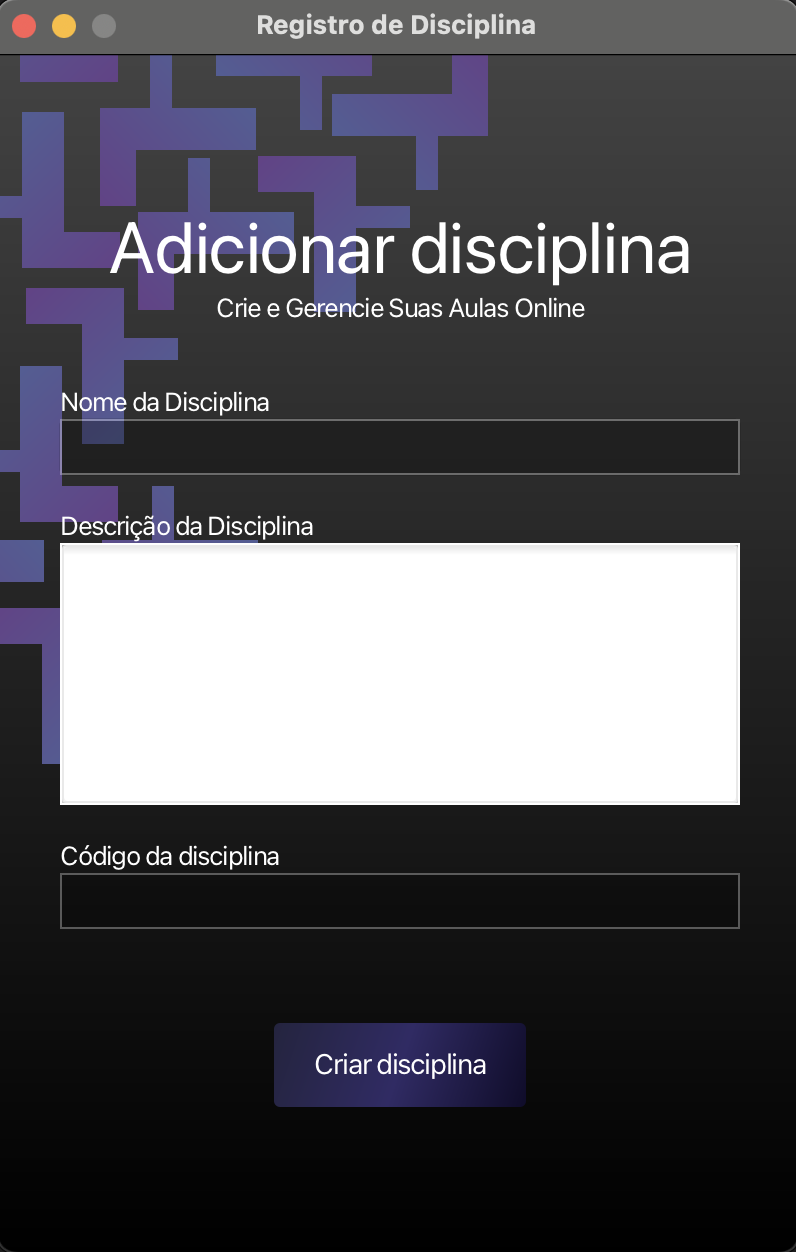 Registro de Disciplina
Adicionar disciplina
Crie e Gerencie Suas Aulas Online
Nome da Disciplina
Descrição da Disciplina
Código da disciplina
Criar disciplina